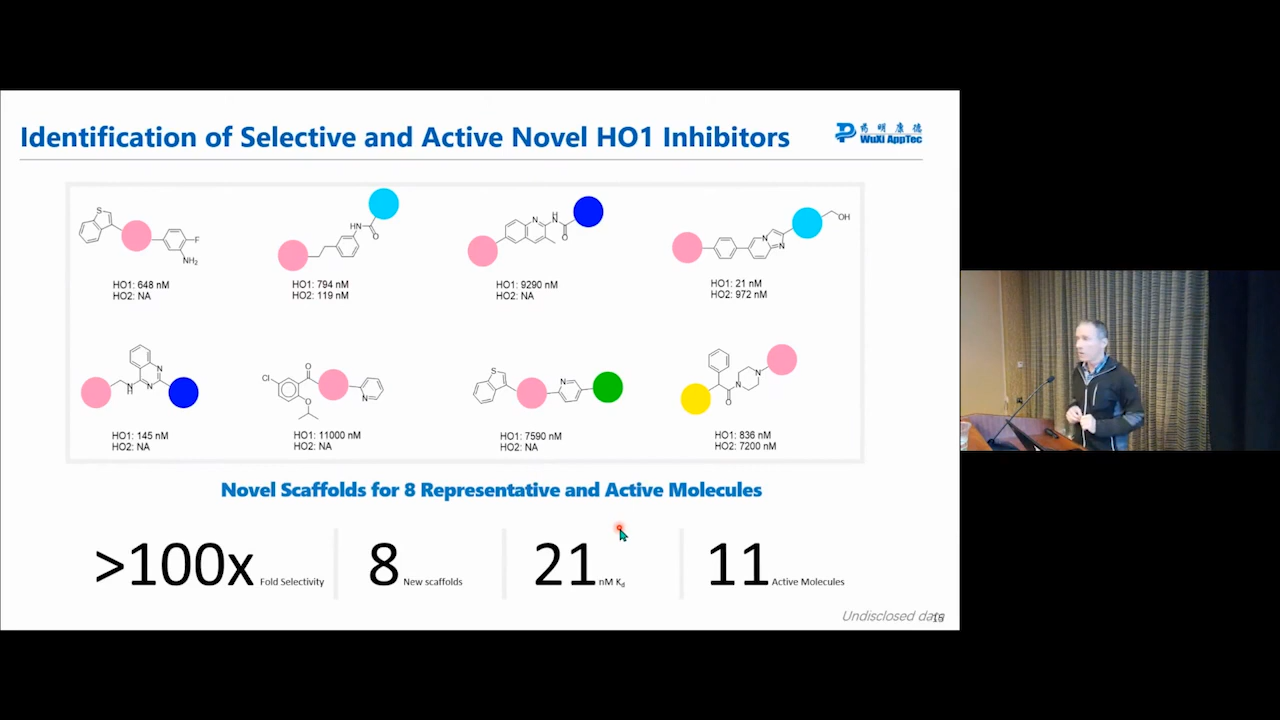 Identification of Selective and Active Novel HO1 Inhibitors
药明康德
WuXi AppTec
S
F
NH₂
HO1: 648 nM
HO2: NA
HN
O
HO1: 794 nM
HO2: 119 nM
N
H
N
O
HO1: 9290 nM
HO2: NA
N
N
OH
HO1: 21 nM
HO2: 972 nM
N
N
N
H
HO1: 145 nM
HO2: NA
Cl
O
O
N
HO1: 11000 nM
HO2: NA
S
N
HO1: 7590 nM
HO2: NA
N
N
O
HO1: 836 nM
HO2: 7200 nM
Novel Scaffolds for 8 Representative and Active Molecules
>100x Fold Selectivity
8 New scaffolds
21 nM Kd
11 Active Molecules
Undisclosed data